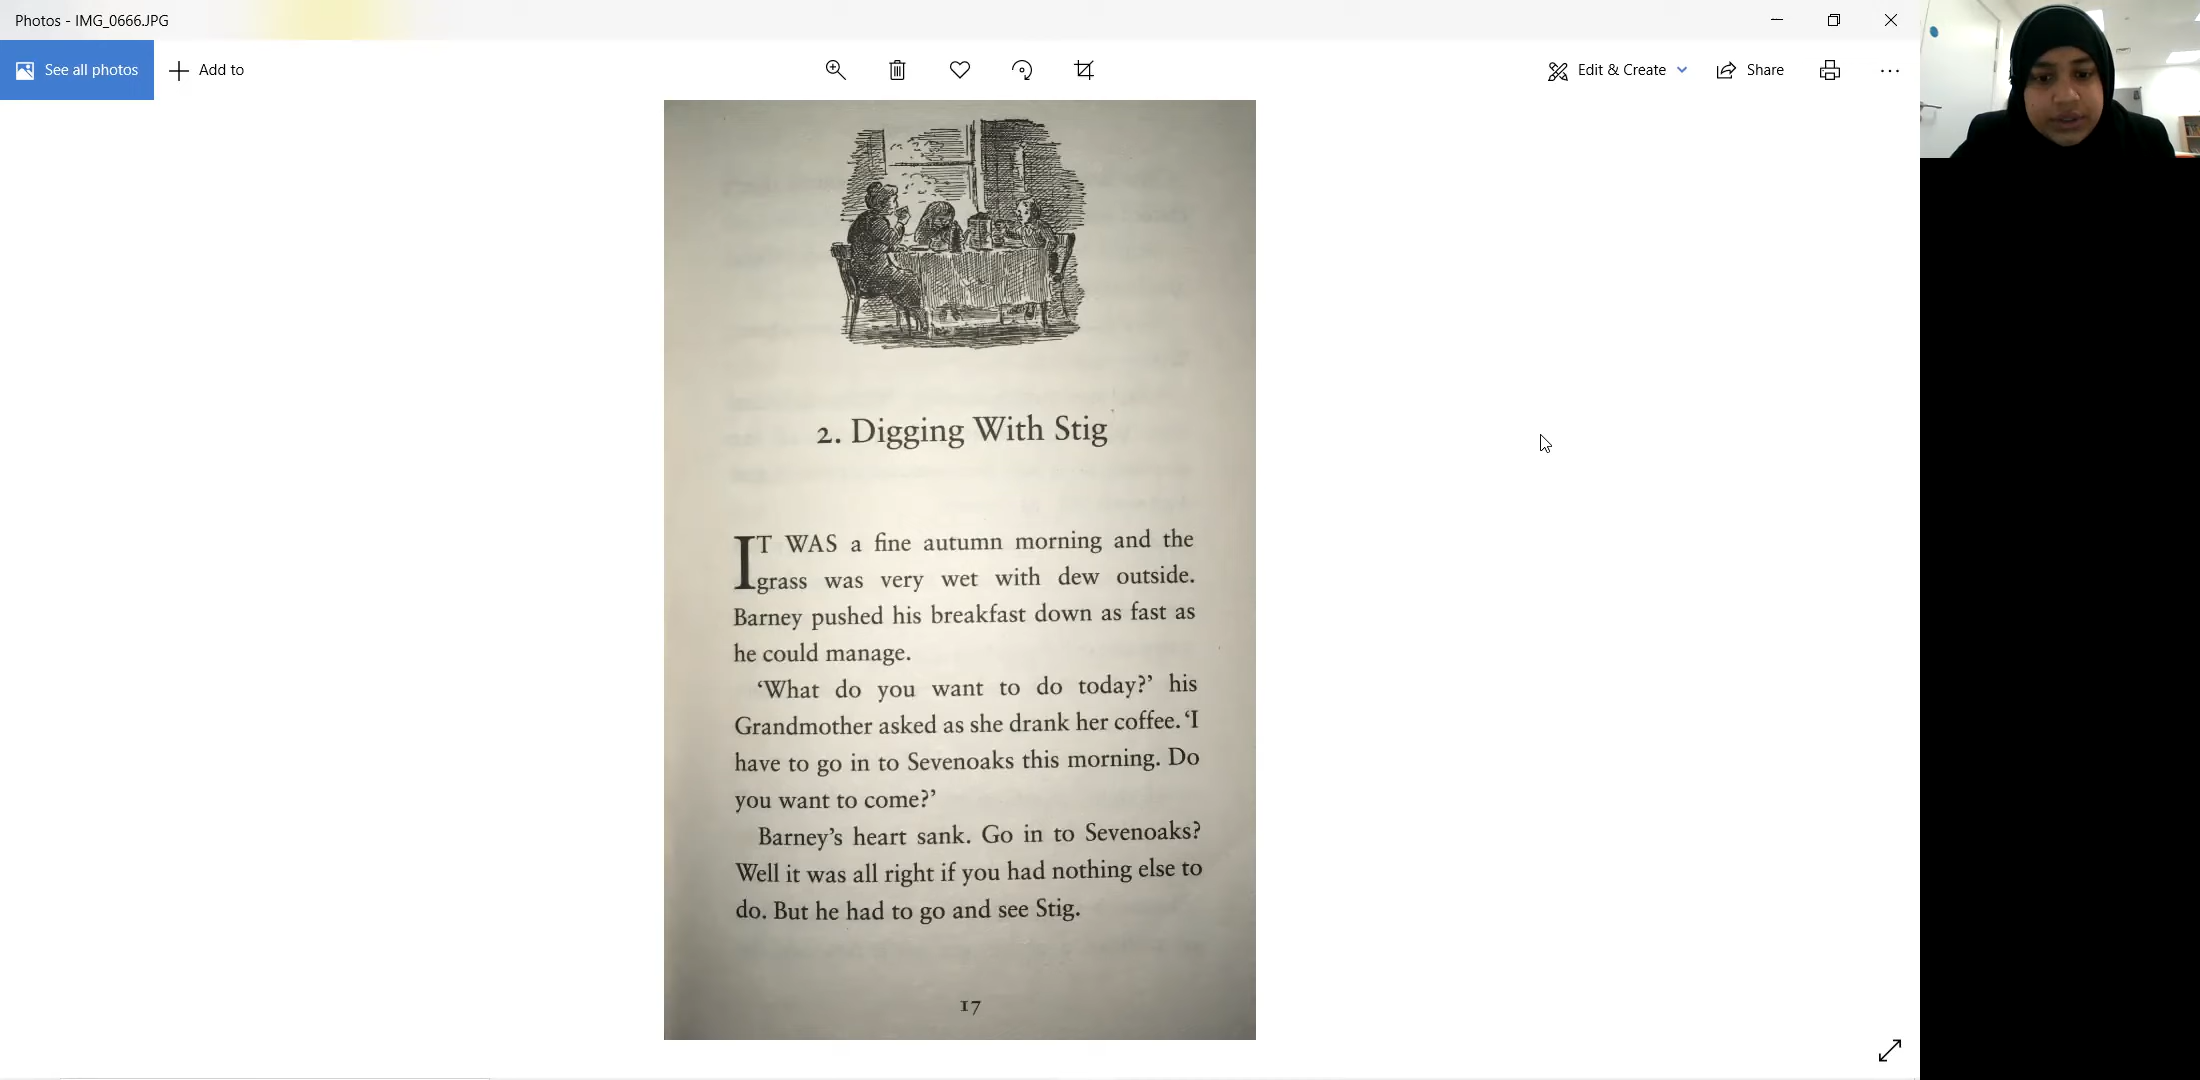 Photos - IMG_0666.JPG
See all photos
Add to
Edit & Create
Share
2. Digging With Stig
IT WAS a fine autumn morning and the
grass was very wet with dew outside.
Barney pushed his breakfast down as fast as
he could manage.
‘What do you want to do today?’ his
Grandmother asked as she drank her coffee. ‘I
have to go in to Sevenoaks this morning. Do
you want to come?’
Barney’s heart sank. Go in to Sevenoaks?
Well it was all right if you had nothing else to
do. But he had to go and see Stig.
17